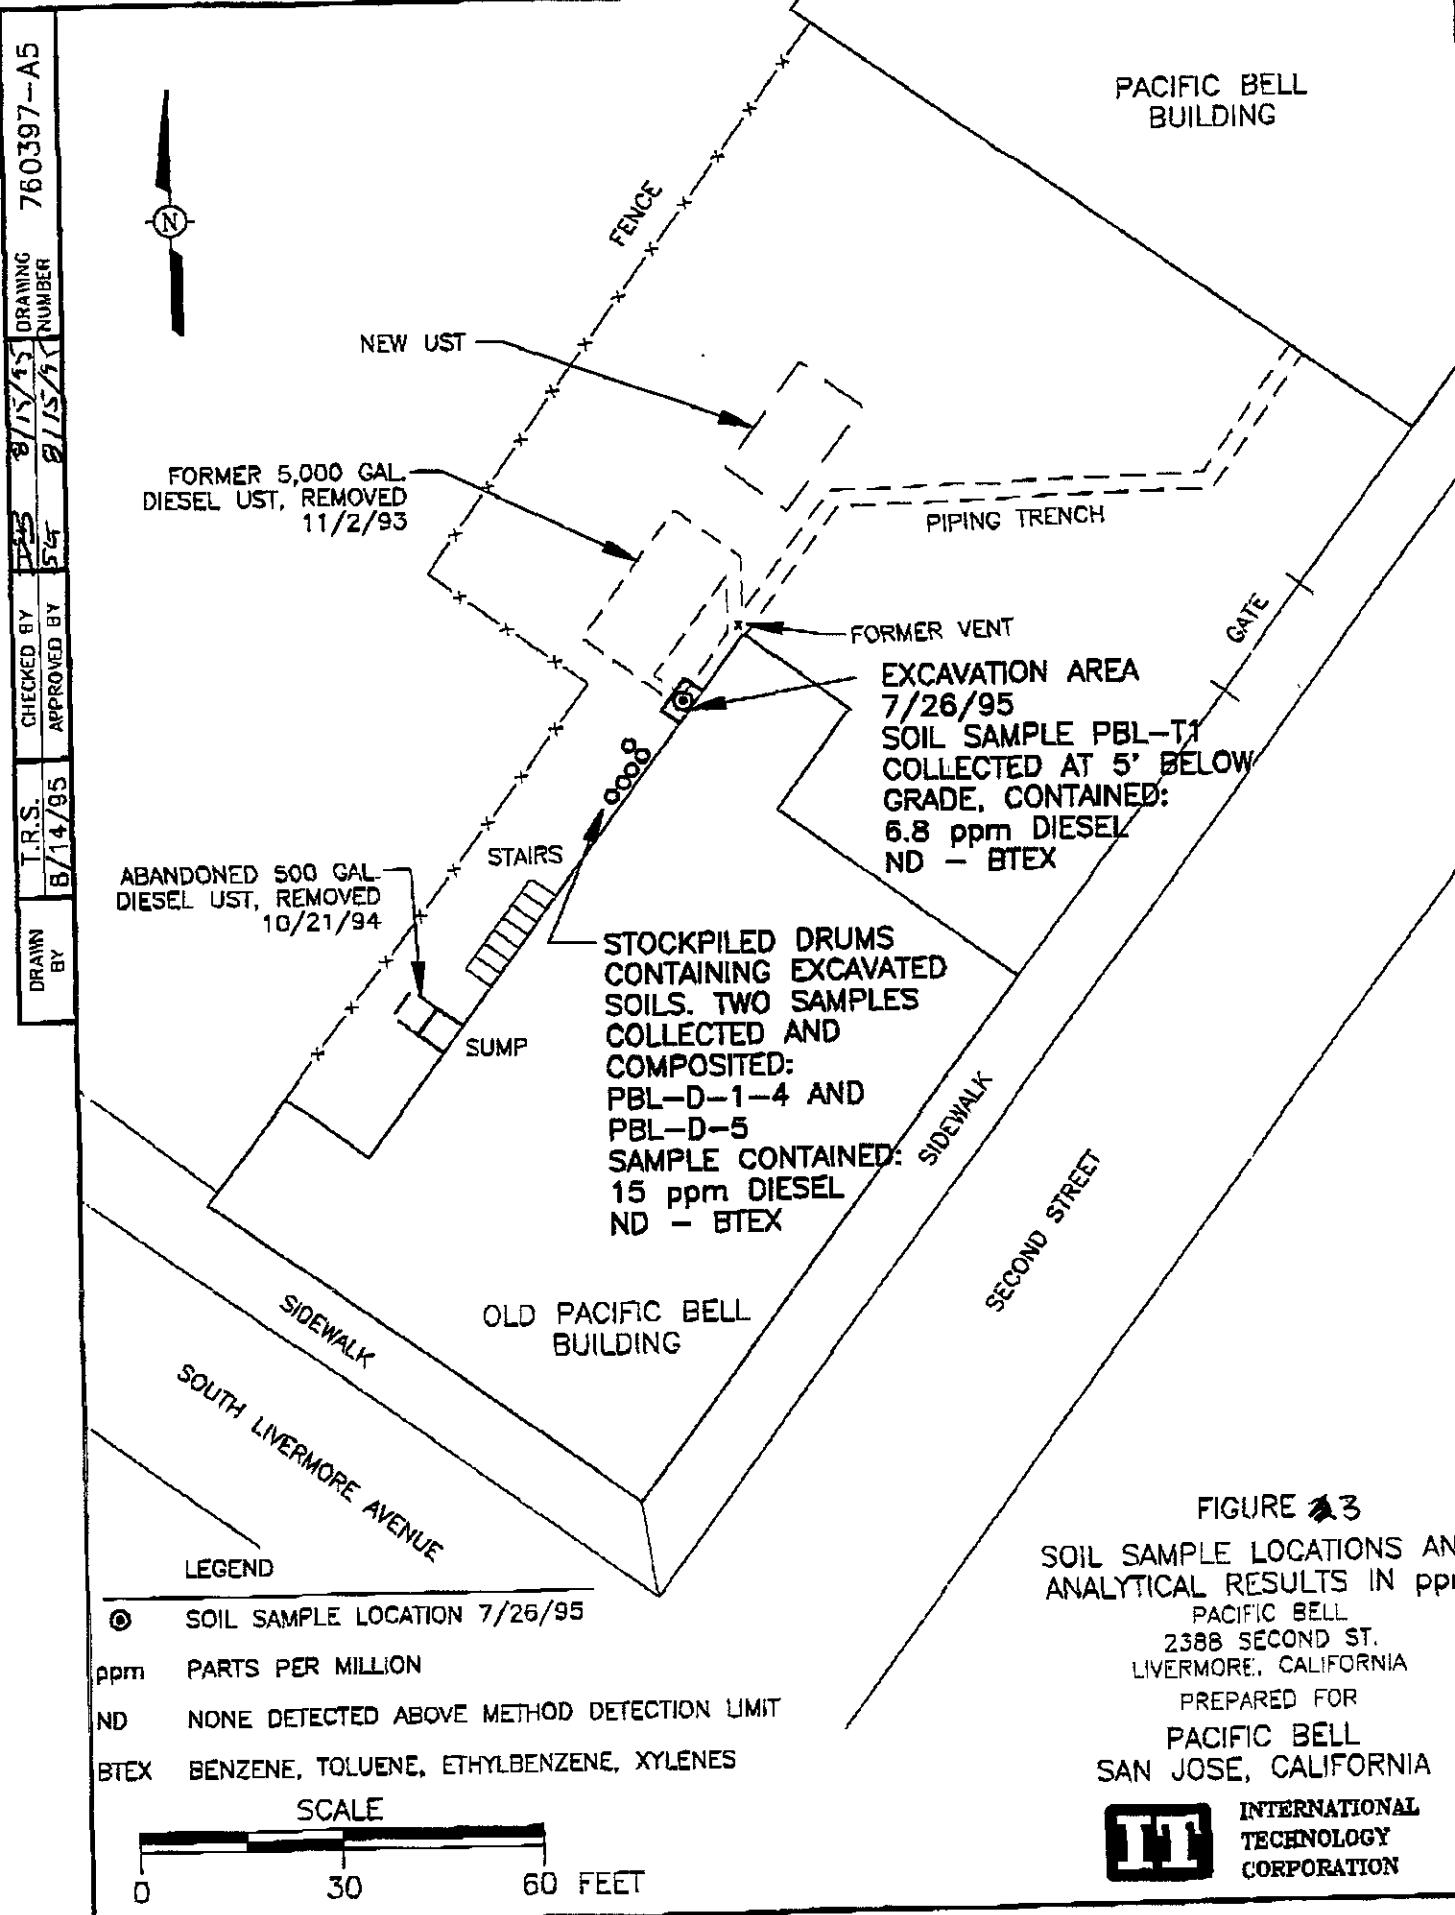 PACIFIC BELL
BUILDING
DRAWING
NUMBER
760397-A5
8/15/95
8/15/95
CHECKED BY
APPROVED BY
T.R.S.
8/14/95
DRAWN
BY
N
FENCE
NEW UST
FORMER 5,000 GAL.
DIESEL UST, REMOVED
11/2/93
PIPING TRENCH
GATE
FORMER VENT
EXCAVATION AREA
7/26/95
SOIL SAMPLE PBL-T1
COLLECTED AT 5' BELOW
GRADE, CONTAINED:
6.8 ppm DIESEL
ND - BTEX
STAIRS
ABANDONED 500 GAL
DIESEL UST, REMOVED
10/21/94
SUMP
STOCKPILED DRUMS
CONTAINING EXCAVATED
SOILS. TWO SAMPLES
COLLECTED AND
COMPOSITED:
PBL-D-1-4 AND
PBL-D-5
SAMPLE CONTAINED:
15 ppm DIESEL
ND - BTEX
SIDEWALK
SECOND STREET
OLD PACIFIC BELL
BUILDING
SIDEWALK
SOUTH LIVERMORE AVENUE
LEGEND
SOIL SAMPLE LOCATION 7/26/95
ppm PARTS PER MILLION
ND NONE DETECTED ABOVE METHOD DETECTION LIMIT
BTEX BENZENE, TOLUENE, ETHYLBENZENE, XYLENES
SCALE
0 30 60 FEET
FIGURE 3
SOIL SAMPLE LOCATIONS AN
ANALYTICAL RESULTS IN pp
PACIFIC BELL
2388 SECOND ST.
LIVERMORE, CALIFORNIA
PREPARED FOR
PACIFIC BELL
SAN JOSE, CALIFORNIA
IT
INTERNATIONAL
TECHNOLOGY
CORPORATION